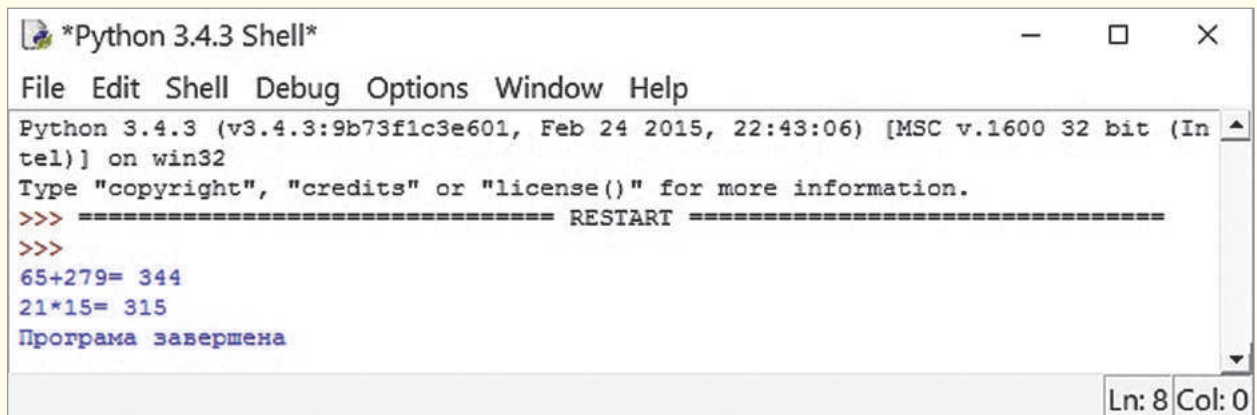 *Python 3.4.3 Shell*
File Edit Shell Debug Options Window Help
Python 3.4.3 (v3.4.3:9b73f1c3e601, Feb 24 2015, 22:43:06) [MSC v.1600 32 bit (In
tel)] on win32
Type "copyright", "credits" or "license()" for more information.
>>> ================================ RESTART ================================
>>>
65+279= 344
21*15= 315
Програма завершена
Ln: 8 Col: 0